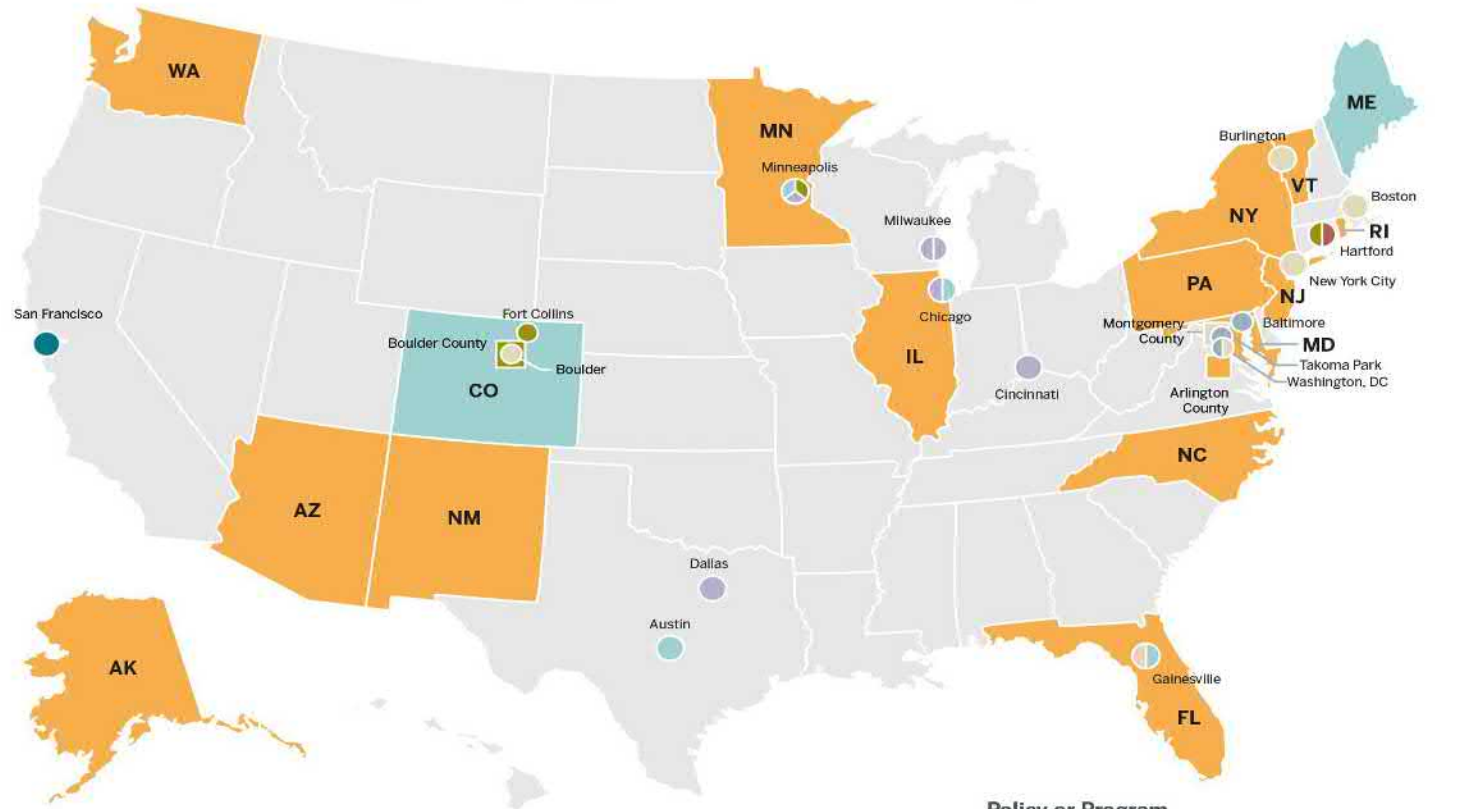 WA
MN
Minneapolis
Milwaukee
ME
Burlington
VT
Boston
NY
RI
Hartford
New York City
PA
NJ
San Francisco
Fort Collins
Boulder County
Boulder
CO
Chicago
IL
Cincinnati
Montgomery
County
Baltimore
MD
Takoma Park
Washington, DC
Arlington
County
NC
AZ
NM
Dallas
Austin
AK
Gainesville
FL
Policy or Program